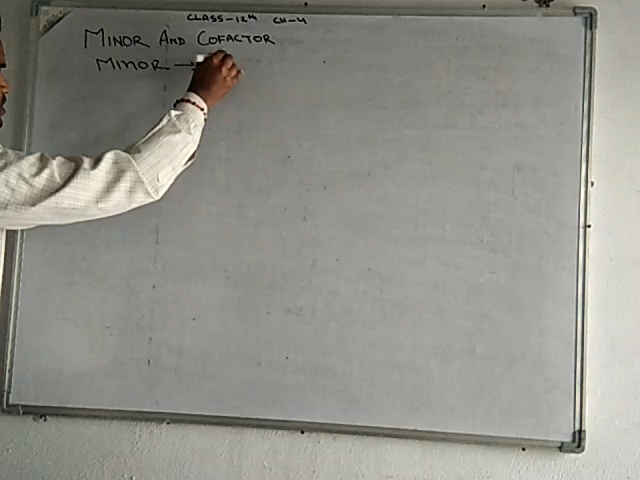 CLASS-12th CH-4
MINOR AND COFACTOR
MINOR →